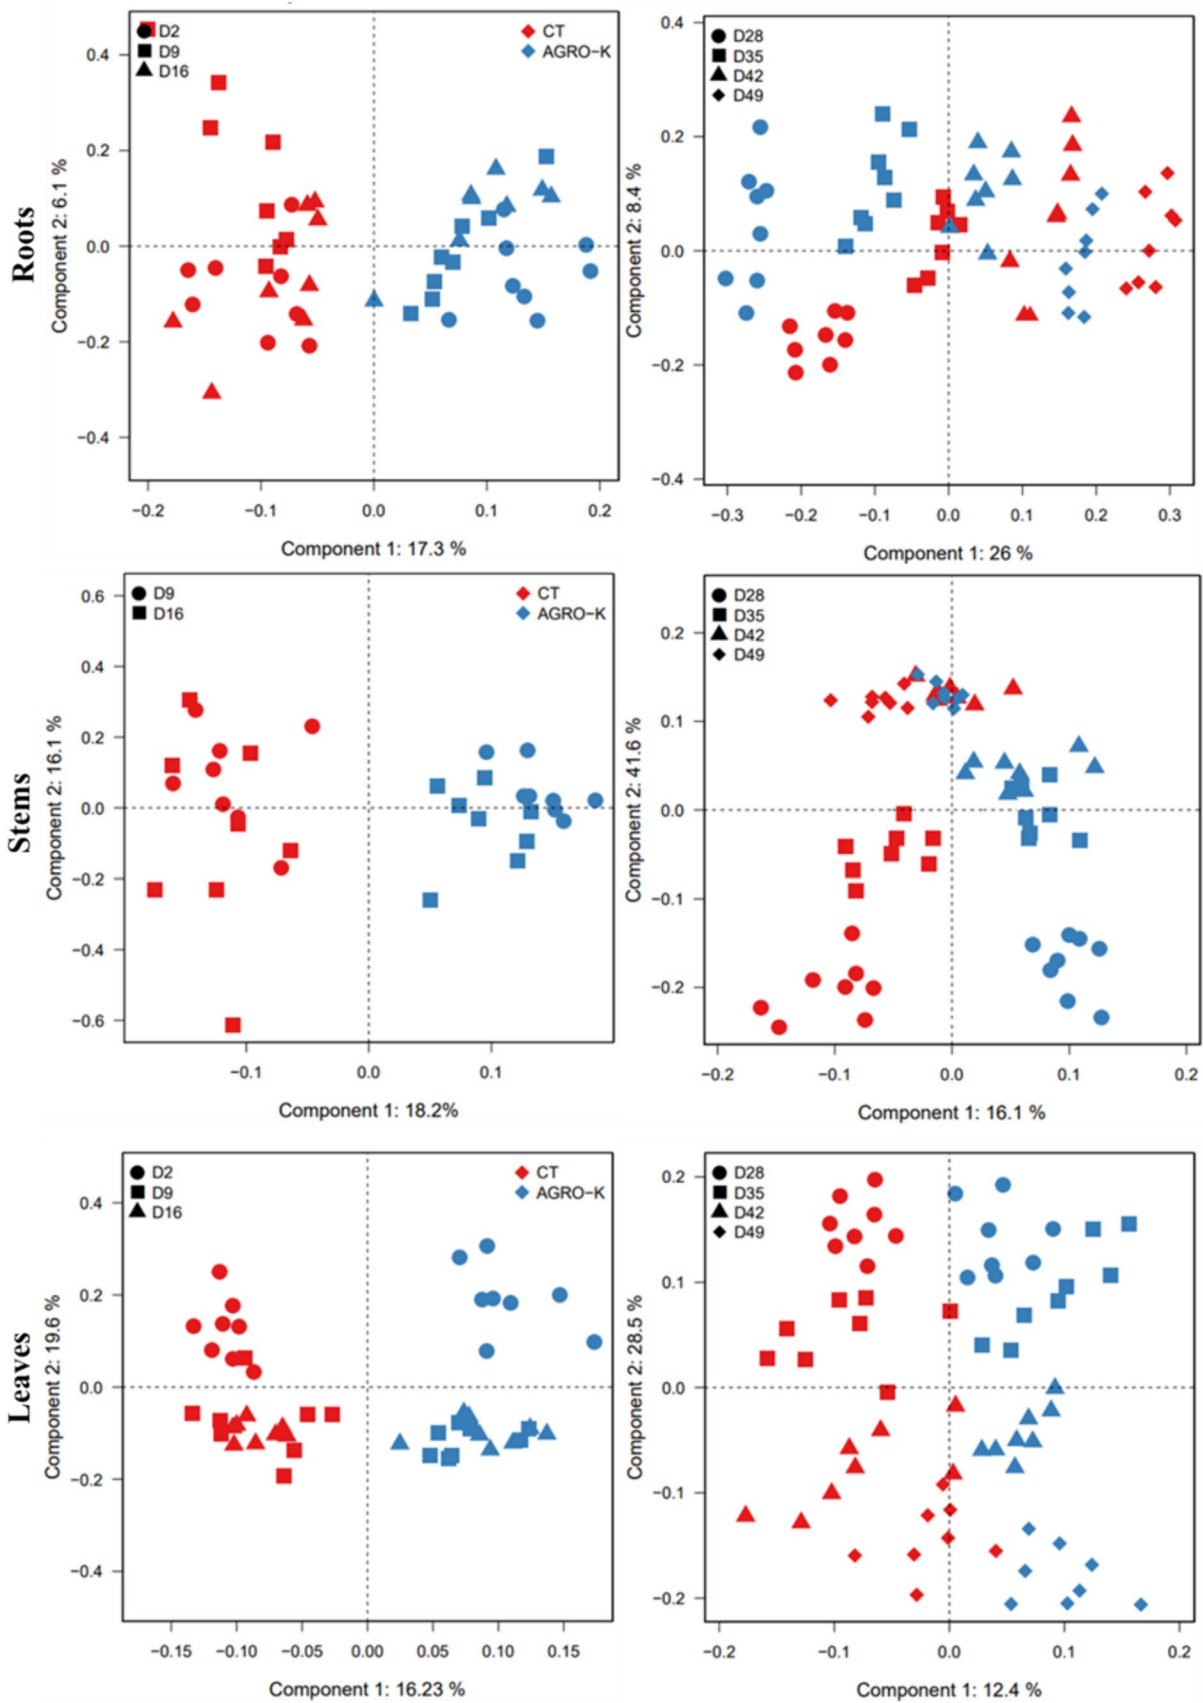 Roots
D2
D9
D16
CT
AGRO-K
0.4
0.2
0.0
−0.2
−0.4
Component 2: 6.1 %
−0.2 −0.1 0.0 0.1 0.2
Component 1: 17.3 %
D28
D35
D42
D49
0.4
0.2
0.0
−0.2
−0.4
Component 2: 8.4 %
−0.3 −0.2 −0.1 0.0 0.1 0.2 0.3
Component 1: 26 %
Stems
D9
D16
CT
AGRO-K
0.6
0.4
0.2
0.0
−0.2
−0.4
−0.6
Component 2: 16.1 %
−0.1 0.0 0.1
Component 1: 18.2%
D28
D35
D42
D49
0.2
0.1
0.0
−0.1
−0.2
Component 2: 41.6 %
−0.2 −0.1 0.0 0.1 0.2
Component 1: 16.1 %
Leaves
D2
D9
D16
CT
AGRO-K
0.4
0.2
0.0
−0.2
−0.4
Component 2: 19.6 %
−0.15 −0.10 −0.05 0.00 0.05 0.10 0.15
Component 1: 16.23 %
D28
D35
D42
D49
0.2
0.1
0.0
−0.1
−0.2
Component 2: 28.5 %
−0.2 −0.1 0.0 0.1 0.2
Component 1: 12.4 %